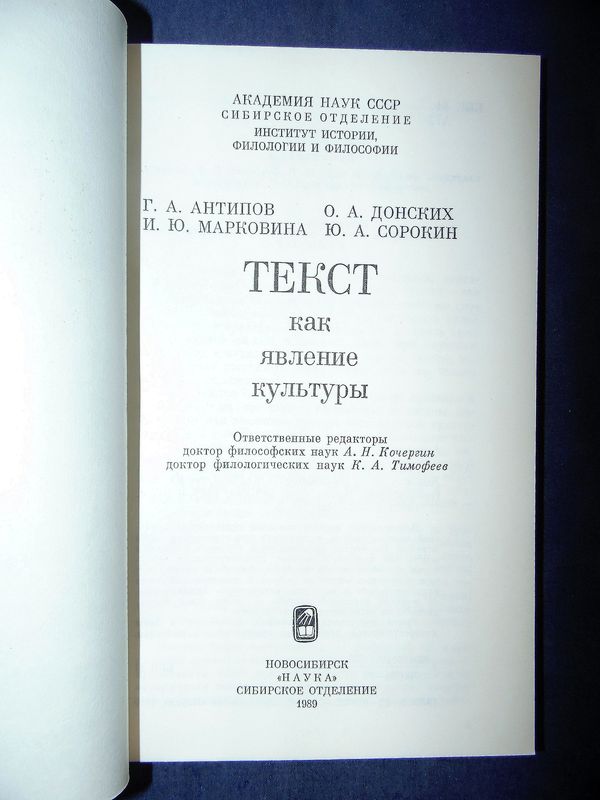 АКАДЕМИЯ НАУК СССР
СИБИРСКОЕ ОТДЕЛЕНИЕ
ИНСТИТУТ ИСТОРИИ,
ФИЛОЛОГИИ И ФИЛОСОФИИ
Г. А. АНТИПОВ О. А. ДОНСКИХ
И. Ю. МАРКОВИНА Ю. А. СОРОКИН
ТЕКСТ
как
явление
культуры
Ответственные редакторы
доктор философских наук А. Н. Кочергин
доктор филологических наук К. А. Тимофеев
НОВОСИБИРСК
«НАУКА»
СИБИРСКОЕ ОТДЕЛЕНИЕ
1989